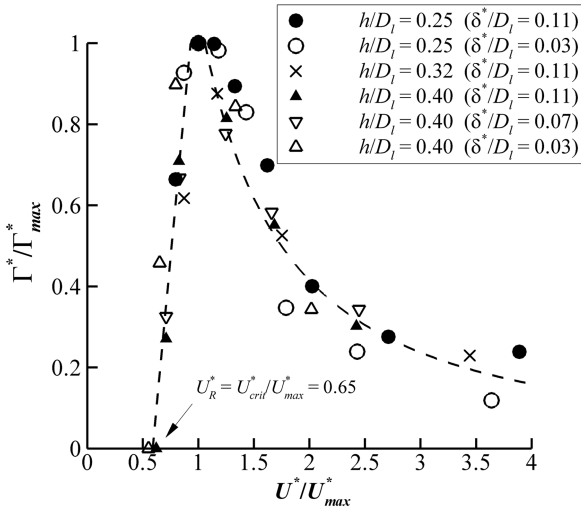 h/D_l = 0.25 (δ*/D_l = 0.11)
h/D_l = 0.25 (δ*/D_l = 0.03)
h/D_l = 0.32 (δ*/D_l = 0.11)
h/D_l = 0.40 (δ*/D_l = 0.11)
h/D_l = 0.40 (δ*/D_l = 0.07)
h/D_l = 0.40 (δ*/D_l = 0.03)
1
0.8
0.6
0.4
0.2
0
Γ*/Γ*_max
U*_R = U*_crit/U*_max = 0.65
0 0.5 1 1.5 2 2.5 3 3.5 4
U*/U*_max